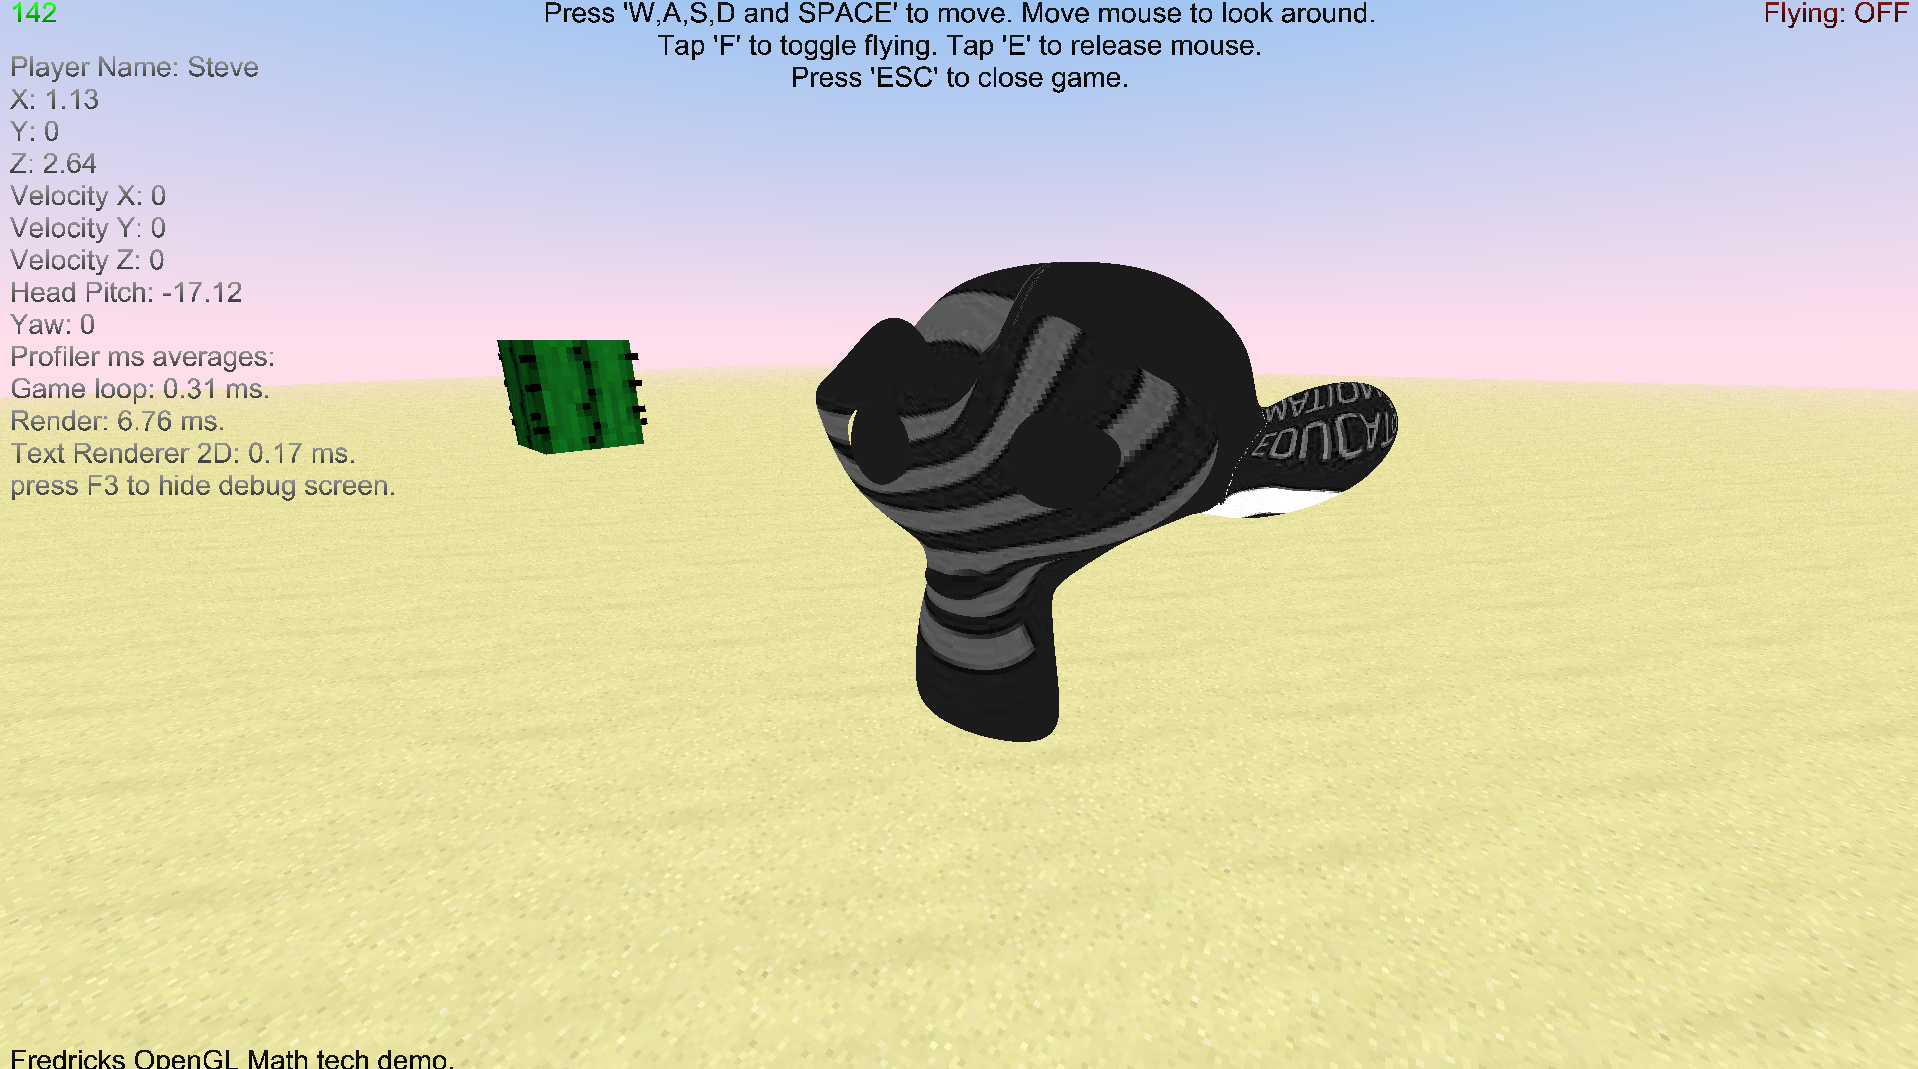 142
Press 'W,A,S,D and SPACE' to move. Move mouse to look around.
Tap 'F' to toggle flying. Tap 'E' to release mouse.
Press 'ESC' to close game.
Flying: OFF
Player Name: Steve
X: 1.13
Y: 0
Z: 2.64
Velocity X: 0
Velocity Y: 0
Velocity Z: 0
Head Pitch: -17.12
Yaw: 0
Profiler ms averages:
Game loop: 0.31 ms.
Render: 6.76 ms.
Text Renderer 2D: 0.17 ms.
press F3 to hide debug screen.
Fredricks OpenGL Math tech demo.